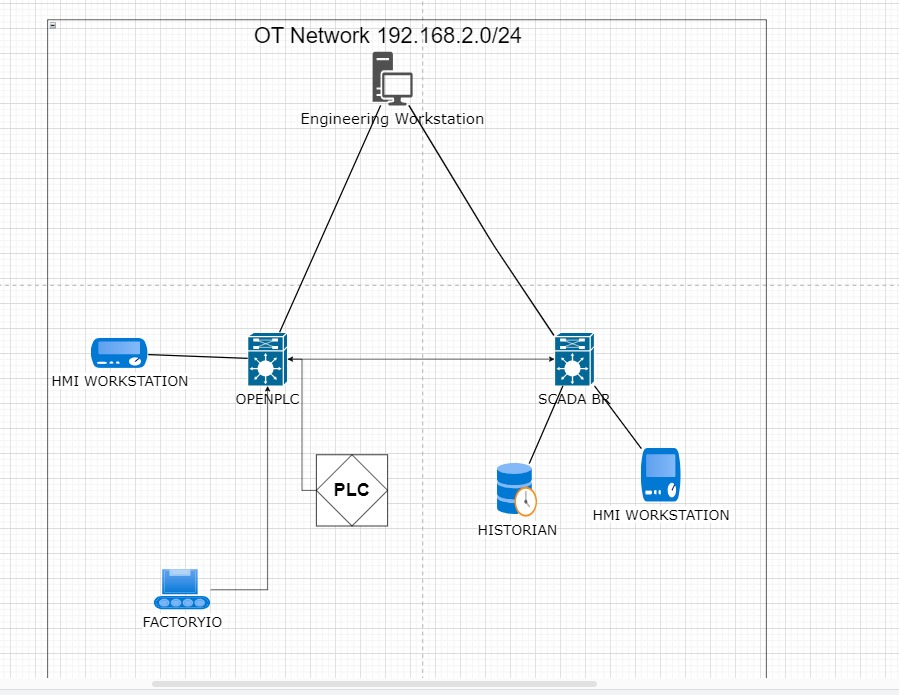 OT Network 192.168.2.0/24
Engineering Workstation
HMI WORKSTATION
OPENPLC
SCADA BR
PLC
HISTORIAN
HMI WORKSTATION
FACTORYIO